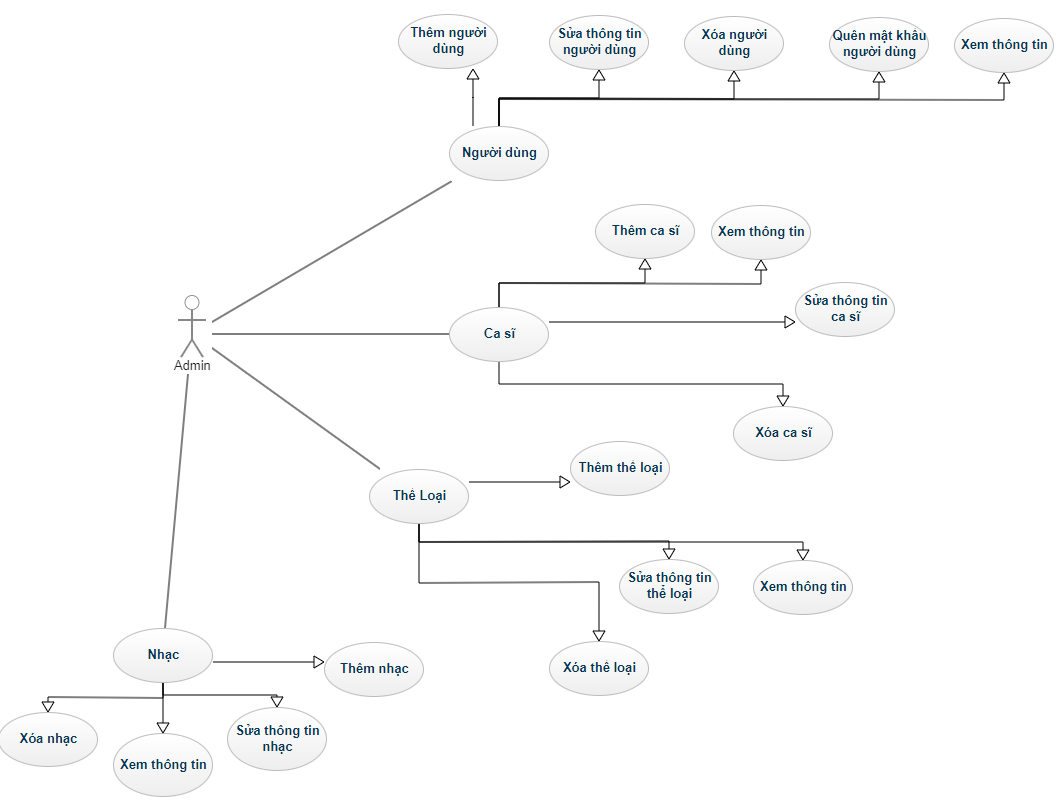 Thêm người
dùng
Sửa thông tin
người dùng
Xóa người
dùng
Quên mật khẩu
người dùng
Xem thông tin
Người dùng
Thêm ca sĩ
Xem thông tin
Sửa thông tin
ca sĩ
Ca sĩ
Admin
Xóa ca sĩ
Thêm thể loại
Thể Loại
Sửa thông tin
thể loại
Xem thông tin
Nhạc
Thêm nhạc
Xóa thể loại
Xóa nhạc
Sửa thông tin
nhạc
Xem thông tin